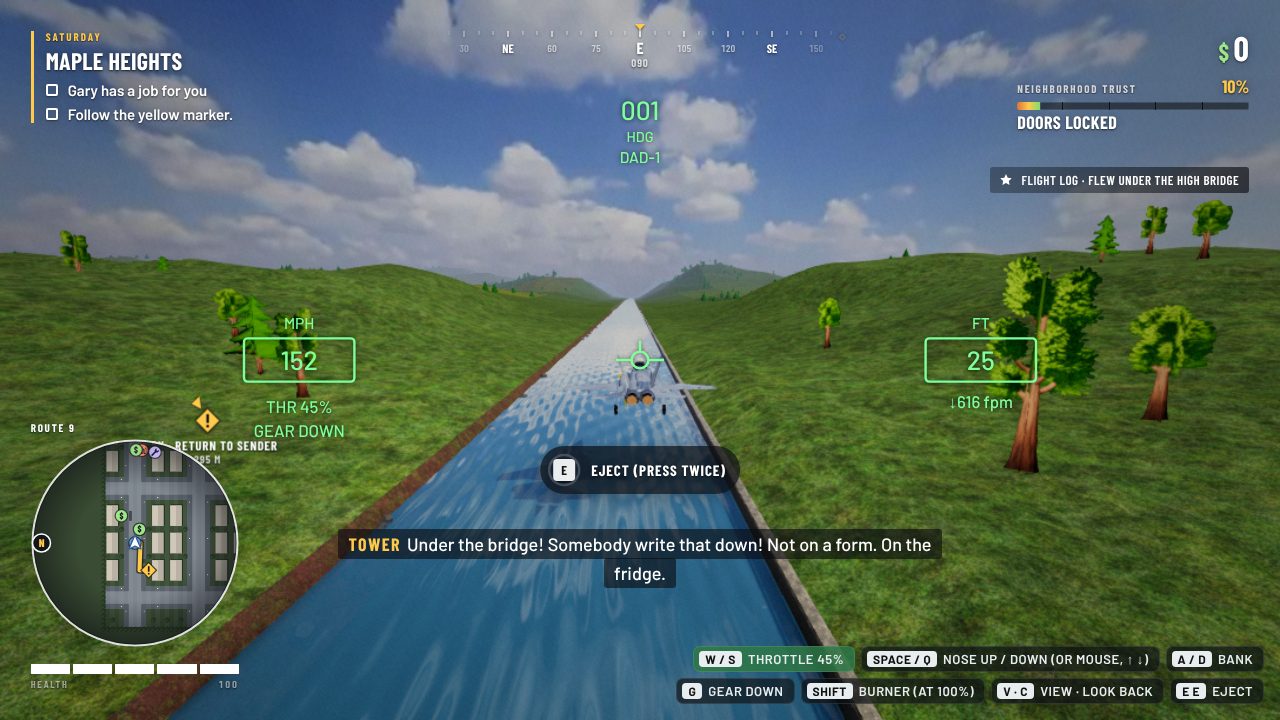 SATURDAY
MAPLE HEIGHTS
Gary has a job for you
Follow the yellow marker.
30 NE 60 75 E 105 120 SE 150
090
001
HDG
DAD-1
$0
NEIGHBORHOOD TRUST 10%
DOORS LOCKED
FLIGHT LOG · FLEW UNDER THE HIGH BRIDGE
MPH
152
THR 45%
GEAR DOWN
FT
25
↓616 fpm
!
RETURN TO SENDER
ROUTE 9
$
$
$
N
!
E EJECT (PRESS TWICE)
TOWER Under the bridge! Somebody write that down! Not on a form. On the
fridge.
HEALTH 100
W / S THROTTLE 45% SPACE / Q NOSE UP / DOWN (OR MOUSE, ↑ ↓) A / D BANK
G GEAR DOWN SHIFT BURNER (AT 100%) V · C VIEW · LOOK BACK E E EJECT